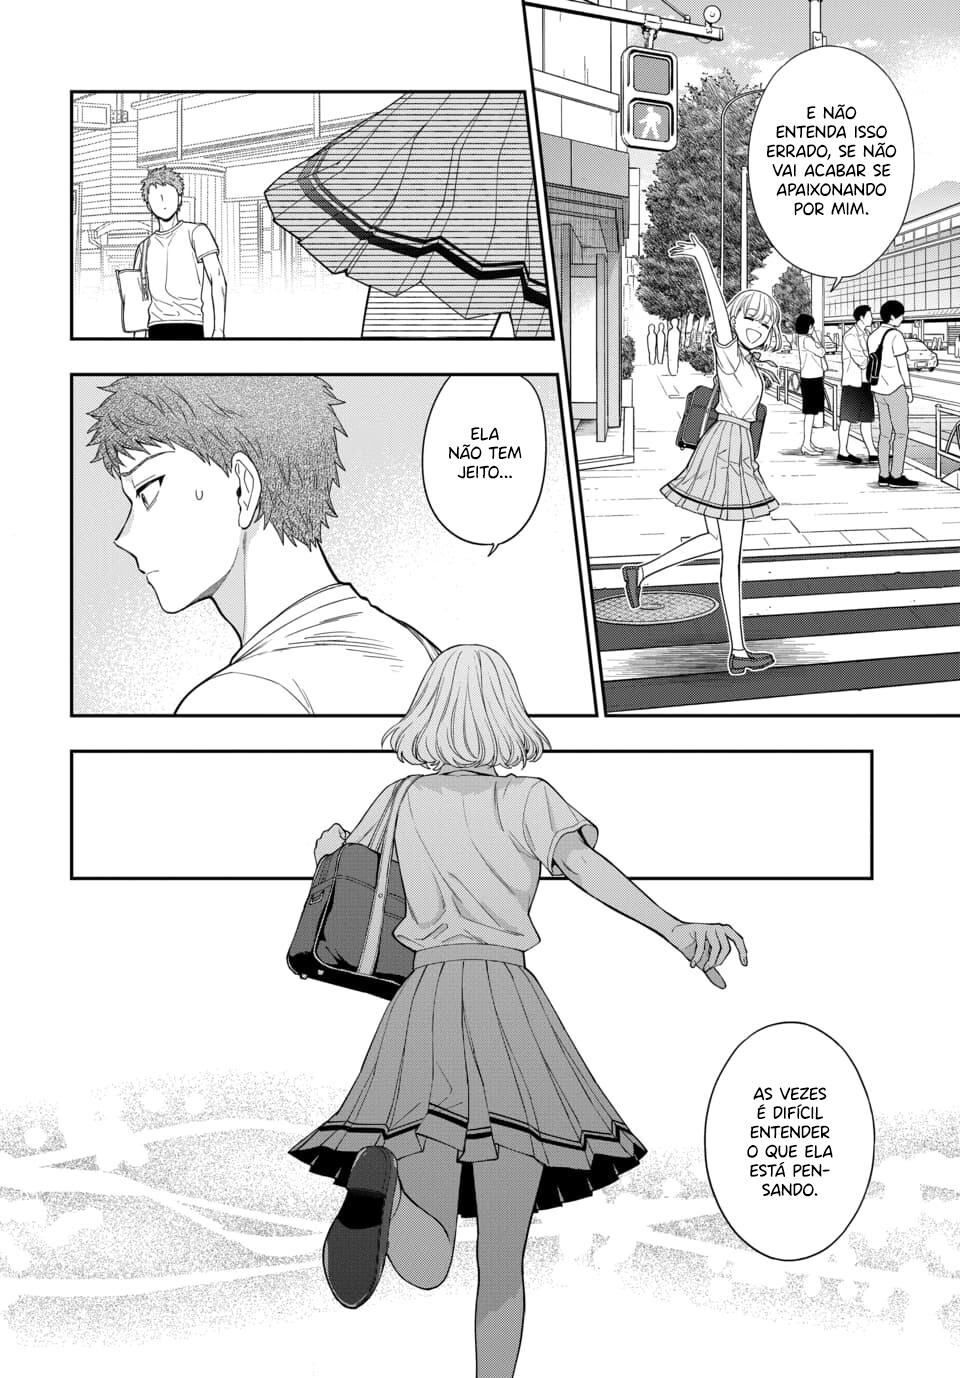 E NÃO
ENTENDA ISSO
ERRADO, SE NÃO
VAI ACABAR SE
APAIXONANDO
POR MIM.
ELA
NÃO TEM
JEITO...
AS VEZES
É DIFÍCIL
ENTENDER
O QUE ELA
ESTÁ PEN-
SANDO.